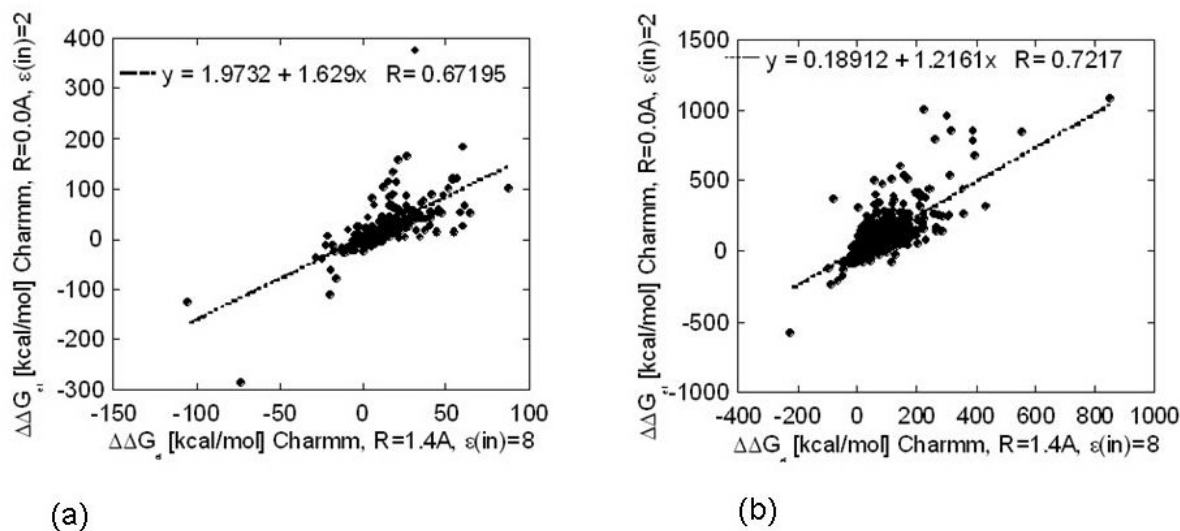 400
300
200
100
0
-100
-200
-300
-150 -100 -50 0 50 100
y = 1.9732 + 1.629x R= 0.67195
ΔΔG [kcal/mol] Charmm, R=0.0A, ε(in)=2
ΔΔG [kcal/mol] Charmm, R=1.4A, ε(in)=8
(a)
1500
1000
500
0
-500
-1000
-400 -200 0 200 400 600 800 1000
y = 0.18912 + 1.2161x R= 0.7217
ΔΔG [kcal/mol] Charmm, R=0.0A, ε(in)=2
ΔΔG [kcal/mol] Charmm, R=1.4A, ε(in)=8
(b)